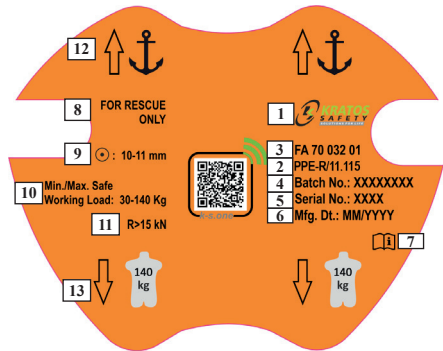 12
8
FOR RESCUE
ONLY
1
KRATOS
SAFETY
9
: 10-11 mm
3
FA 70 032 01
2
PPE-R/11.115
10
Min./Max. Safe
Working Load: 30-140 Kg
4
Batch No.: XXXXXXXX
5
Serial No.: XXXX
11
R>15 kN
6
Mfg. Dt.: MM/YYYY
7
13
140
kg
140
kg